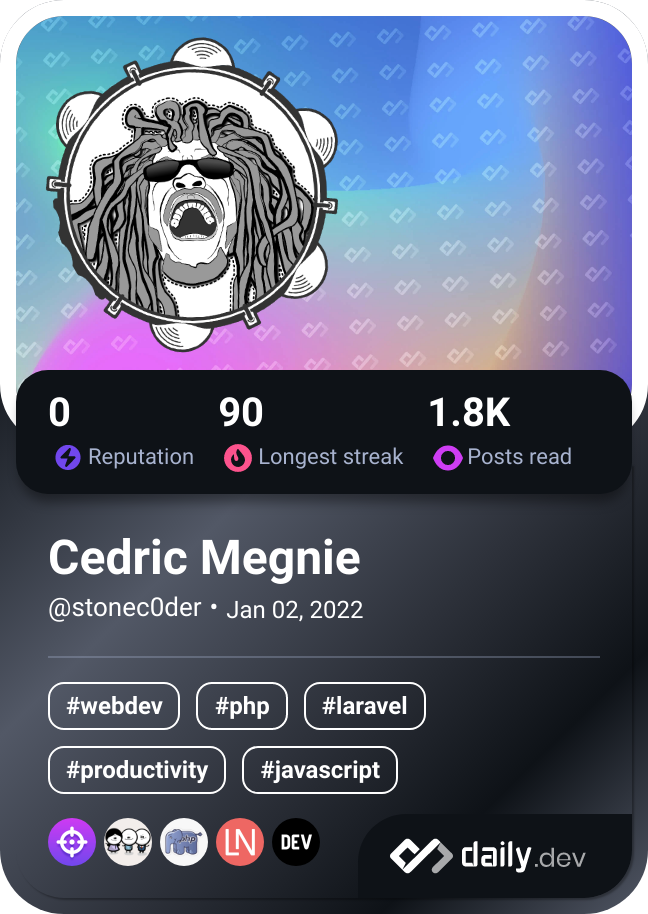 0 90 1.8K
Reputation Longest streak Posts read
Cedric Megnie
@stonec0der • Jan 02, 2022
#webdev #php #laravel
#productivity #javascript
php LN DEV
daily.dev